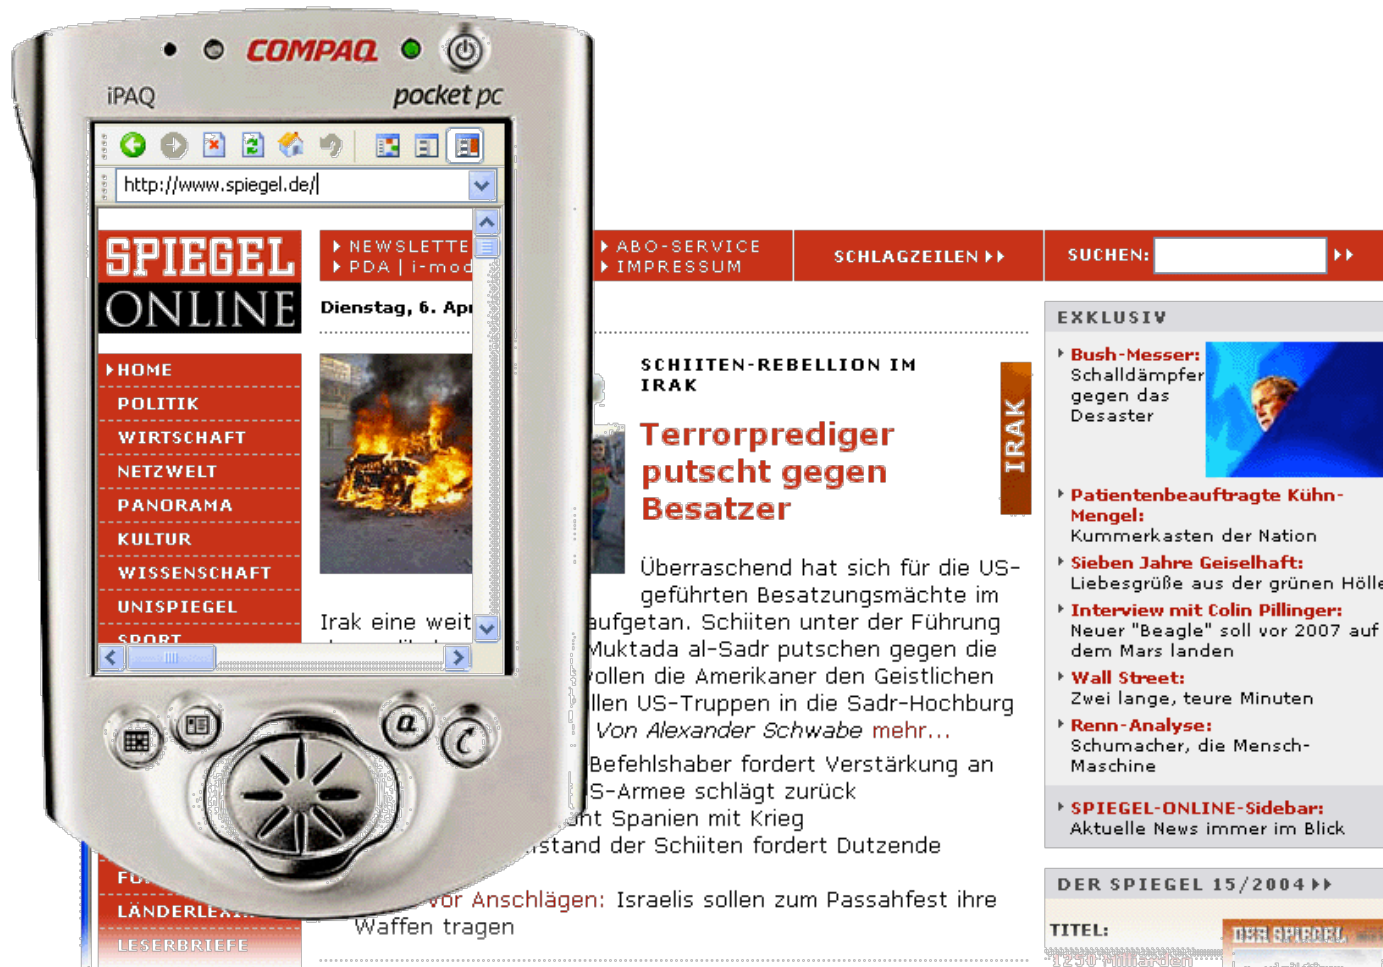 COMPAQ
iPAQ
pocket pc
http://www.spiegel.de/
SPIEGEL
ONLINE
NEWSLETTE
PDA | i-mod
ABO-SERVICE
IMPRESSUM
SCHLAGZEILEN
SUCHEN:
Dienstag, 6. Apr
HOME
POLITIK
WIRTSCHAFT
NETZWELT
PANORAMA
KULTUR
WISSENSCHAFT
UNISPIEGEL
SPORT
LÄNDERLEXI
LESERBRIEFE
SCHIITEN-REBELLION IM
IRAK
IRAK
Terrorprediger
putscht gegen
Besatzer
Überraschend hat sich für die US-
geführten Besatzungsmächte im
Irak eine weit aufgetan. Schiiten unter der Führung
Muktada al-Sadr putschen gegen die
wollen die Amerikaner den Geistlichen
llen US-Truppen in die Sadr-Hochburg
Von Alexander Schwabe mehr...
Befehlshaber fordert Verstärkung an
S-Armee schlägt zurück
ht Spanien mit Krieg
stand der Schiiten fordert Dutzende
vor Anschlägen: Israelis sollen zum Passahfest ihre
Waffen tragen
EXKLUSIV
Bush-Messer:
Schalldämpfer
gegen das
Desaster
Patientenbeauftragte Kühn-
Mengel:
Kummerkasten der Nation
Sieben Jahre Geiselhaft:
Liebesgrüße aus der grünen Hölle
Interview mit Colin Pillinger:
Neuer "Beagle" soll vor 2007 auf
dem Mars landen
Wall Street:
Zwei lange, teure Minuten
Renn-Analyse:
Schumacher, die Mensch-
Maschine
SPIEGEL-ONLINE-Sidebar:
Aktuelle News immer im Blick
DER SPIEGEL 15/2004
TITEL:
DER SPIEGEL
1250 Milliarden